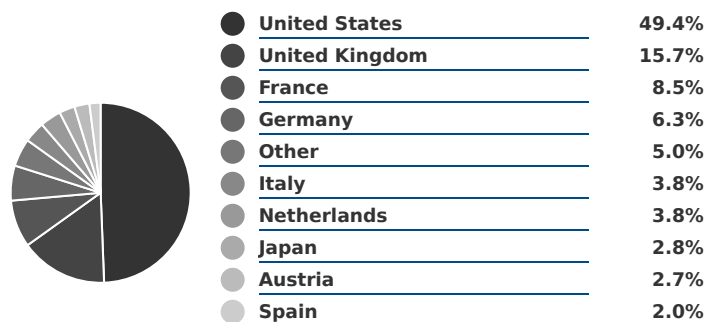 United States 49.4%
United Kingdom 15.7%
France 8.5%
Germany 6.3%
Other 5.0%
Italy 3.8%
Netherlands 3.8%
Japan 2.8%
Austria 2.7%
Spain 2.0%